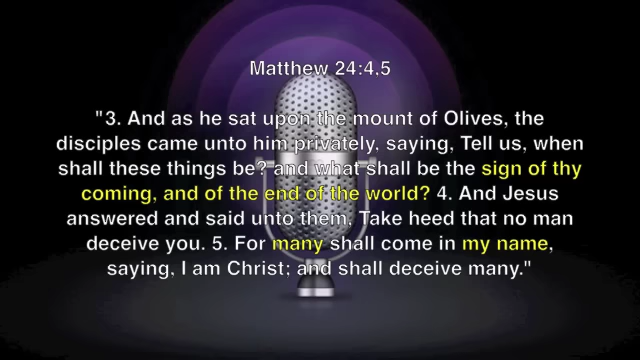 Matthew 24:4,5
"3. And as he sat upon the mount of Olives, the
disciples came unto him privately, saying, Tell us, when
shall these things be? and what shall be the sign of thy
coming, and of the end of the world? 4. And Jesus
answered and said unto them, Take heed that no man
deceive you. 5. For many shall come in my name,
saying, I am Christ; and shall deceive many."